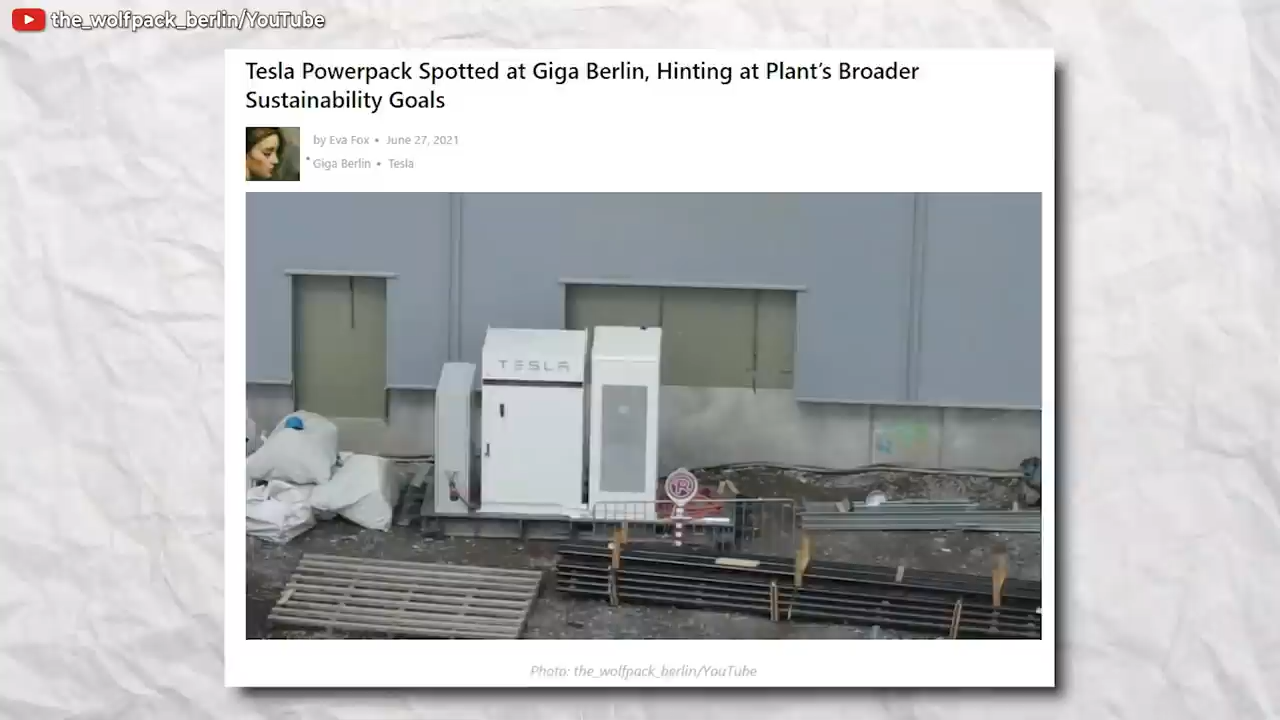 the_wolfpack_berlin/YouTube
Tesla Powerpack Spotted at Giga Berlin, Hinting at Plant's Broader
Sustainability Goals
by Eva Fox • June 27, 2021
Giga Berlin • Tesla
TESLA
Photo: the_wolfpack_berlin/YouTube